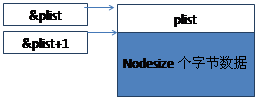 &plist
plist
&plist+1
Nodesize 个字节数据